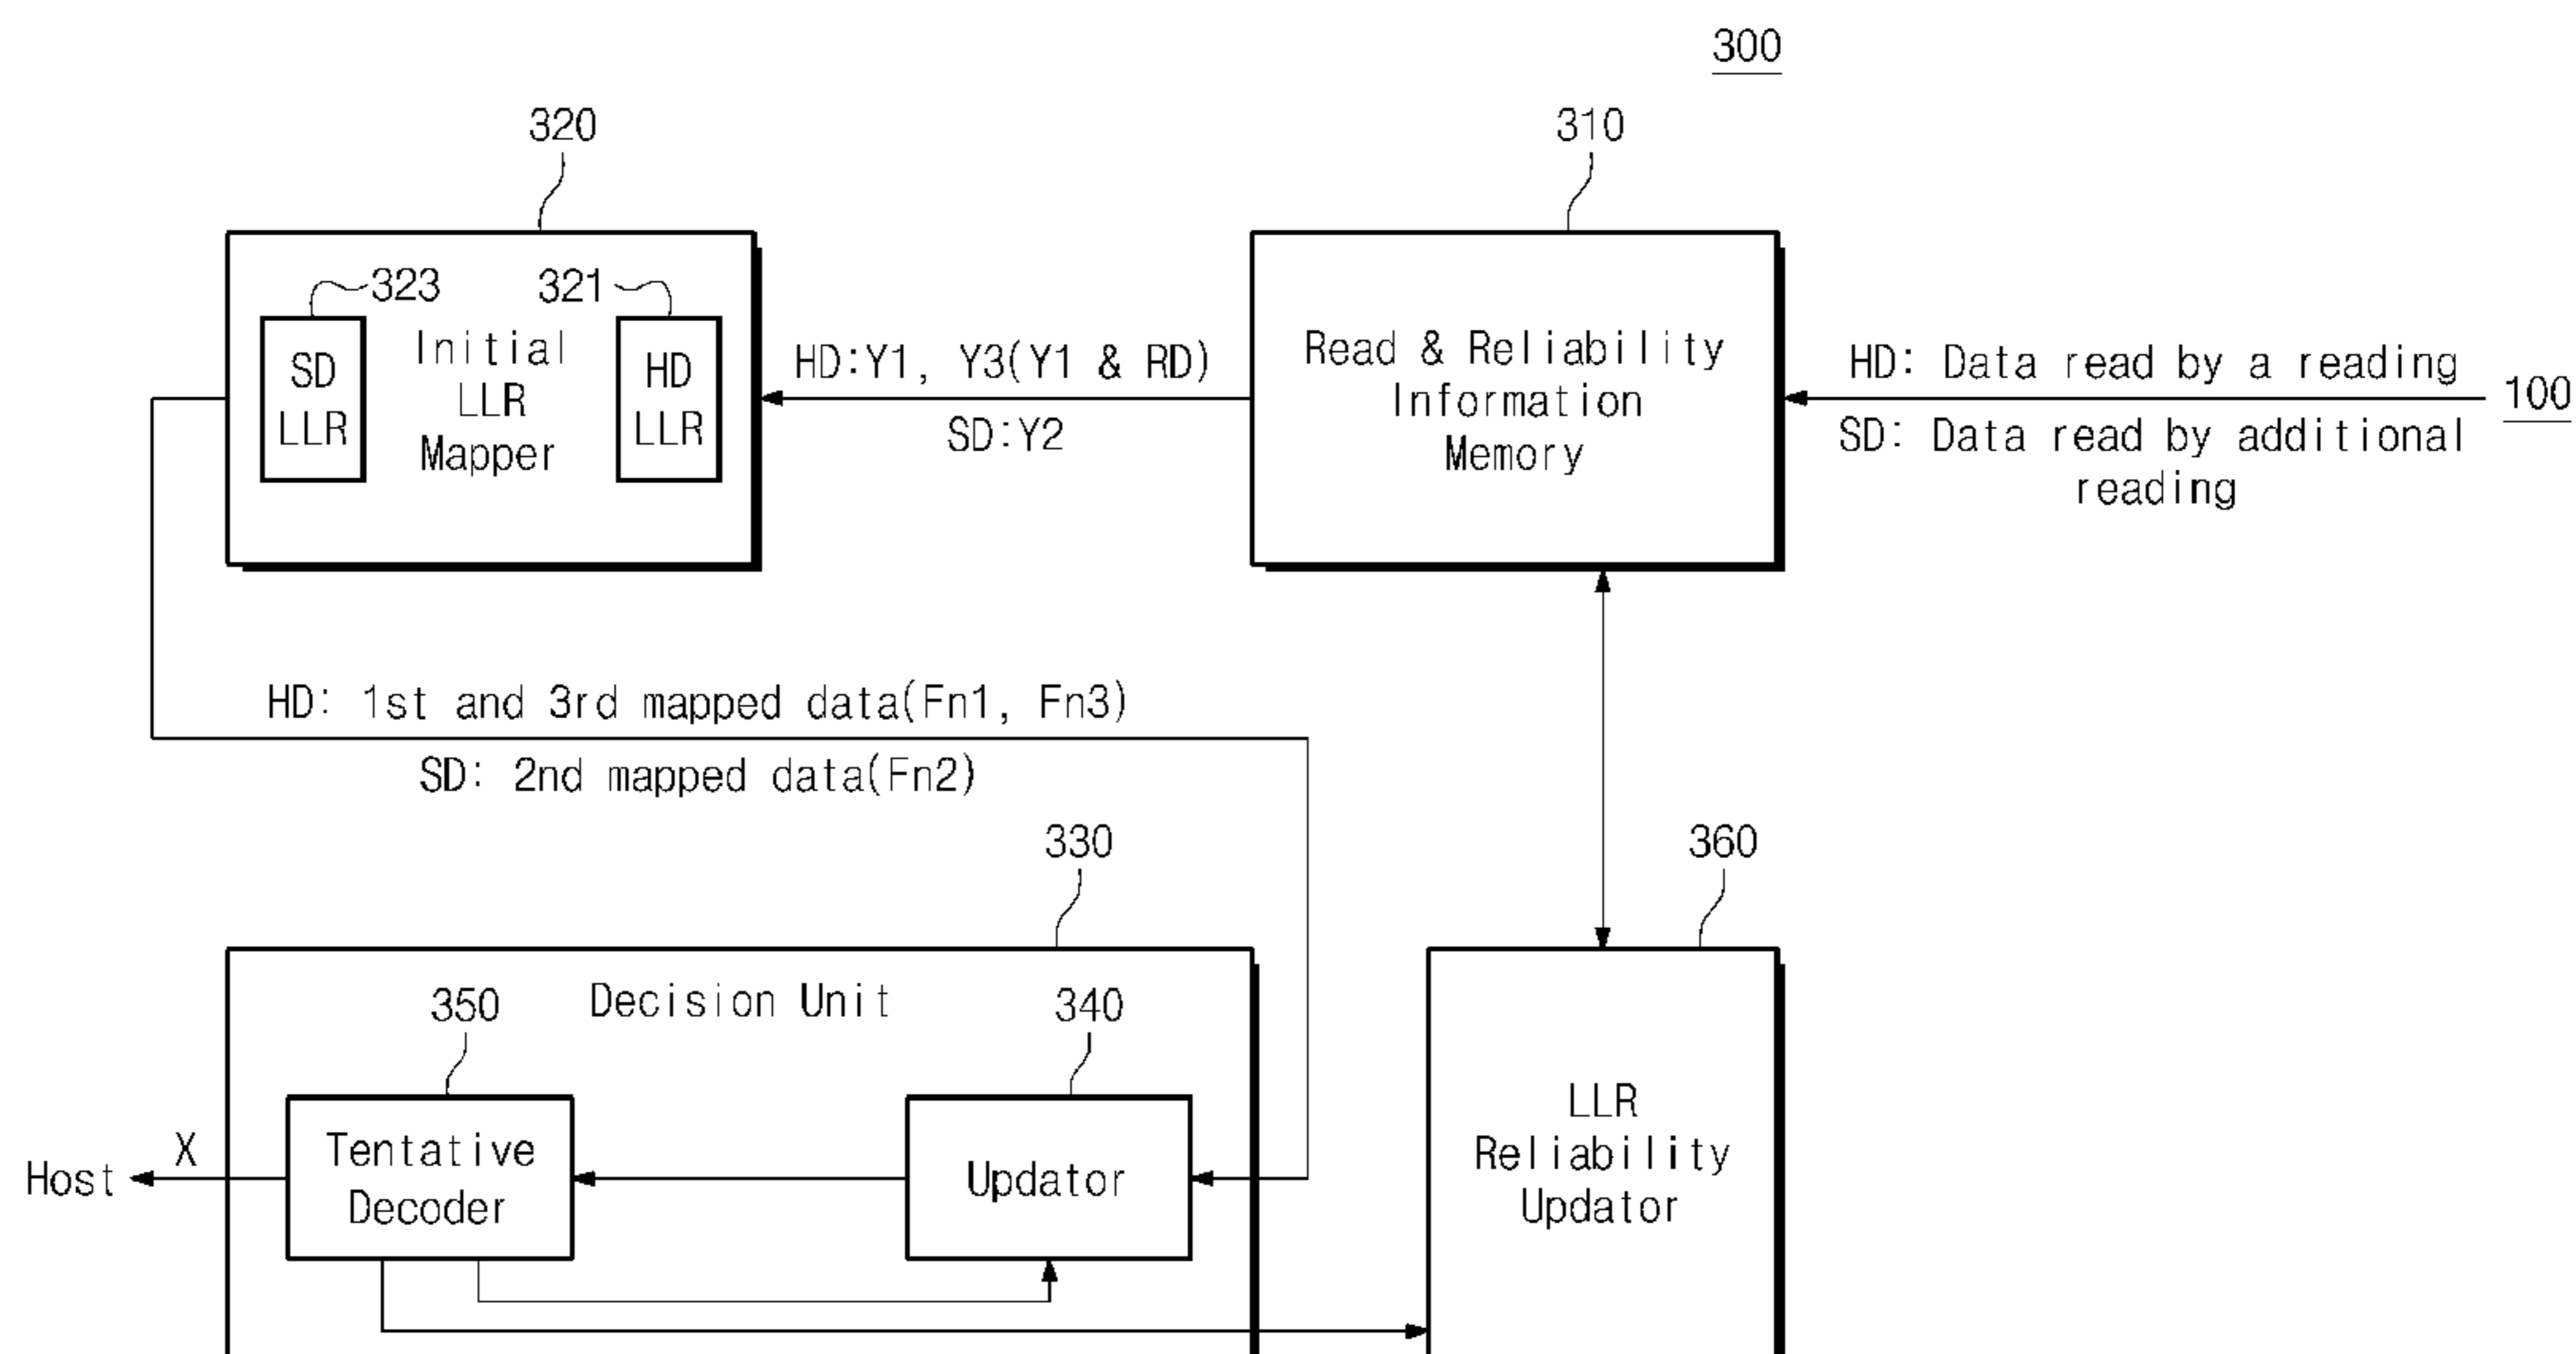 300
320
310
323
321
SD
LLR
Initial
LLR
Mapper
HD
LLR
HD:Y1, Y3(Y1 & RD)
SD:Y2
Read & Reliability
Information
Memory
HD: Data read by a reading
SD: Data read by additional
reading
100
HD: 1st and 3rd mapped data(Fn1, Fn3)
SD: 2nd mapped data(Fn2)
330
360
Decision Unit
350
340
Host
X
Tentative
Decoder
Updator
LLR
Reliability
Updator